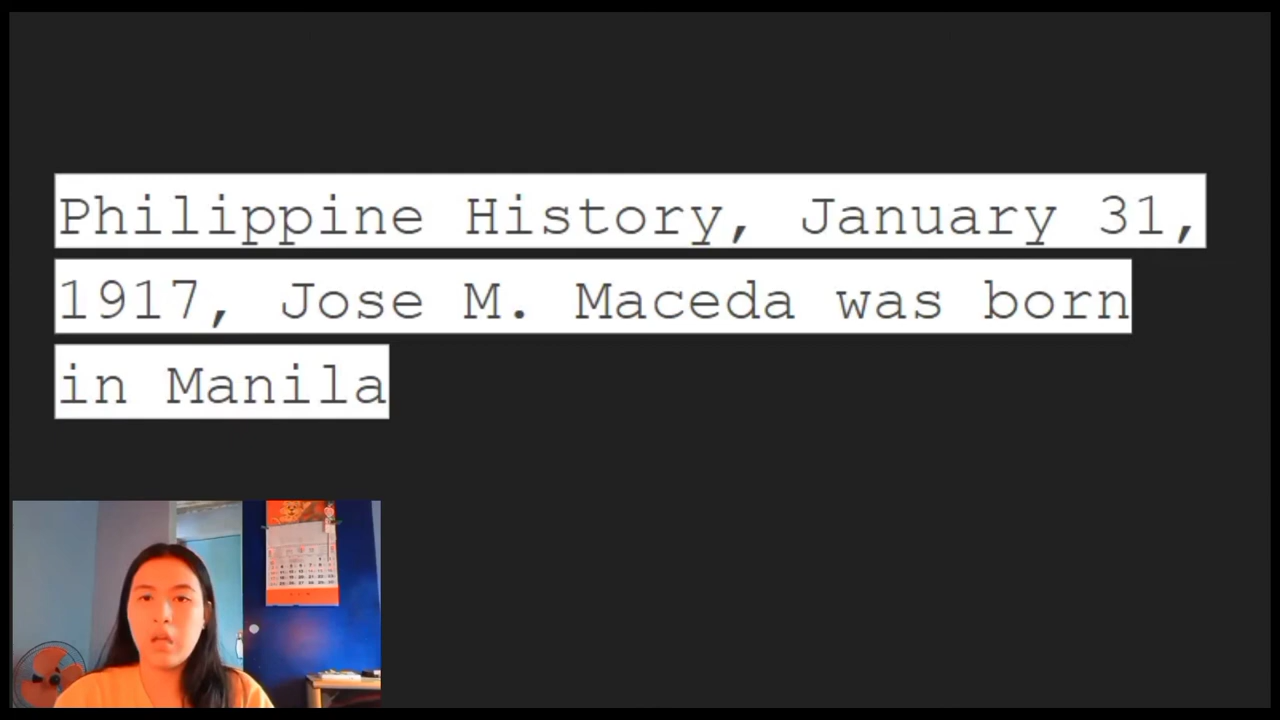 Philippine History, January 31,
1917, Jose M. Maceda was born
in Manila